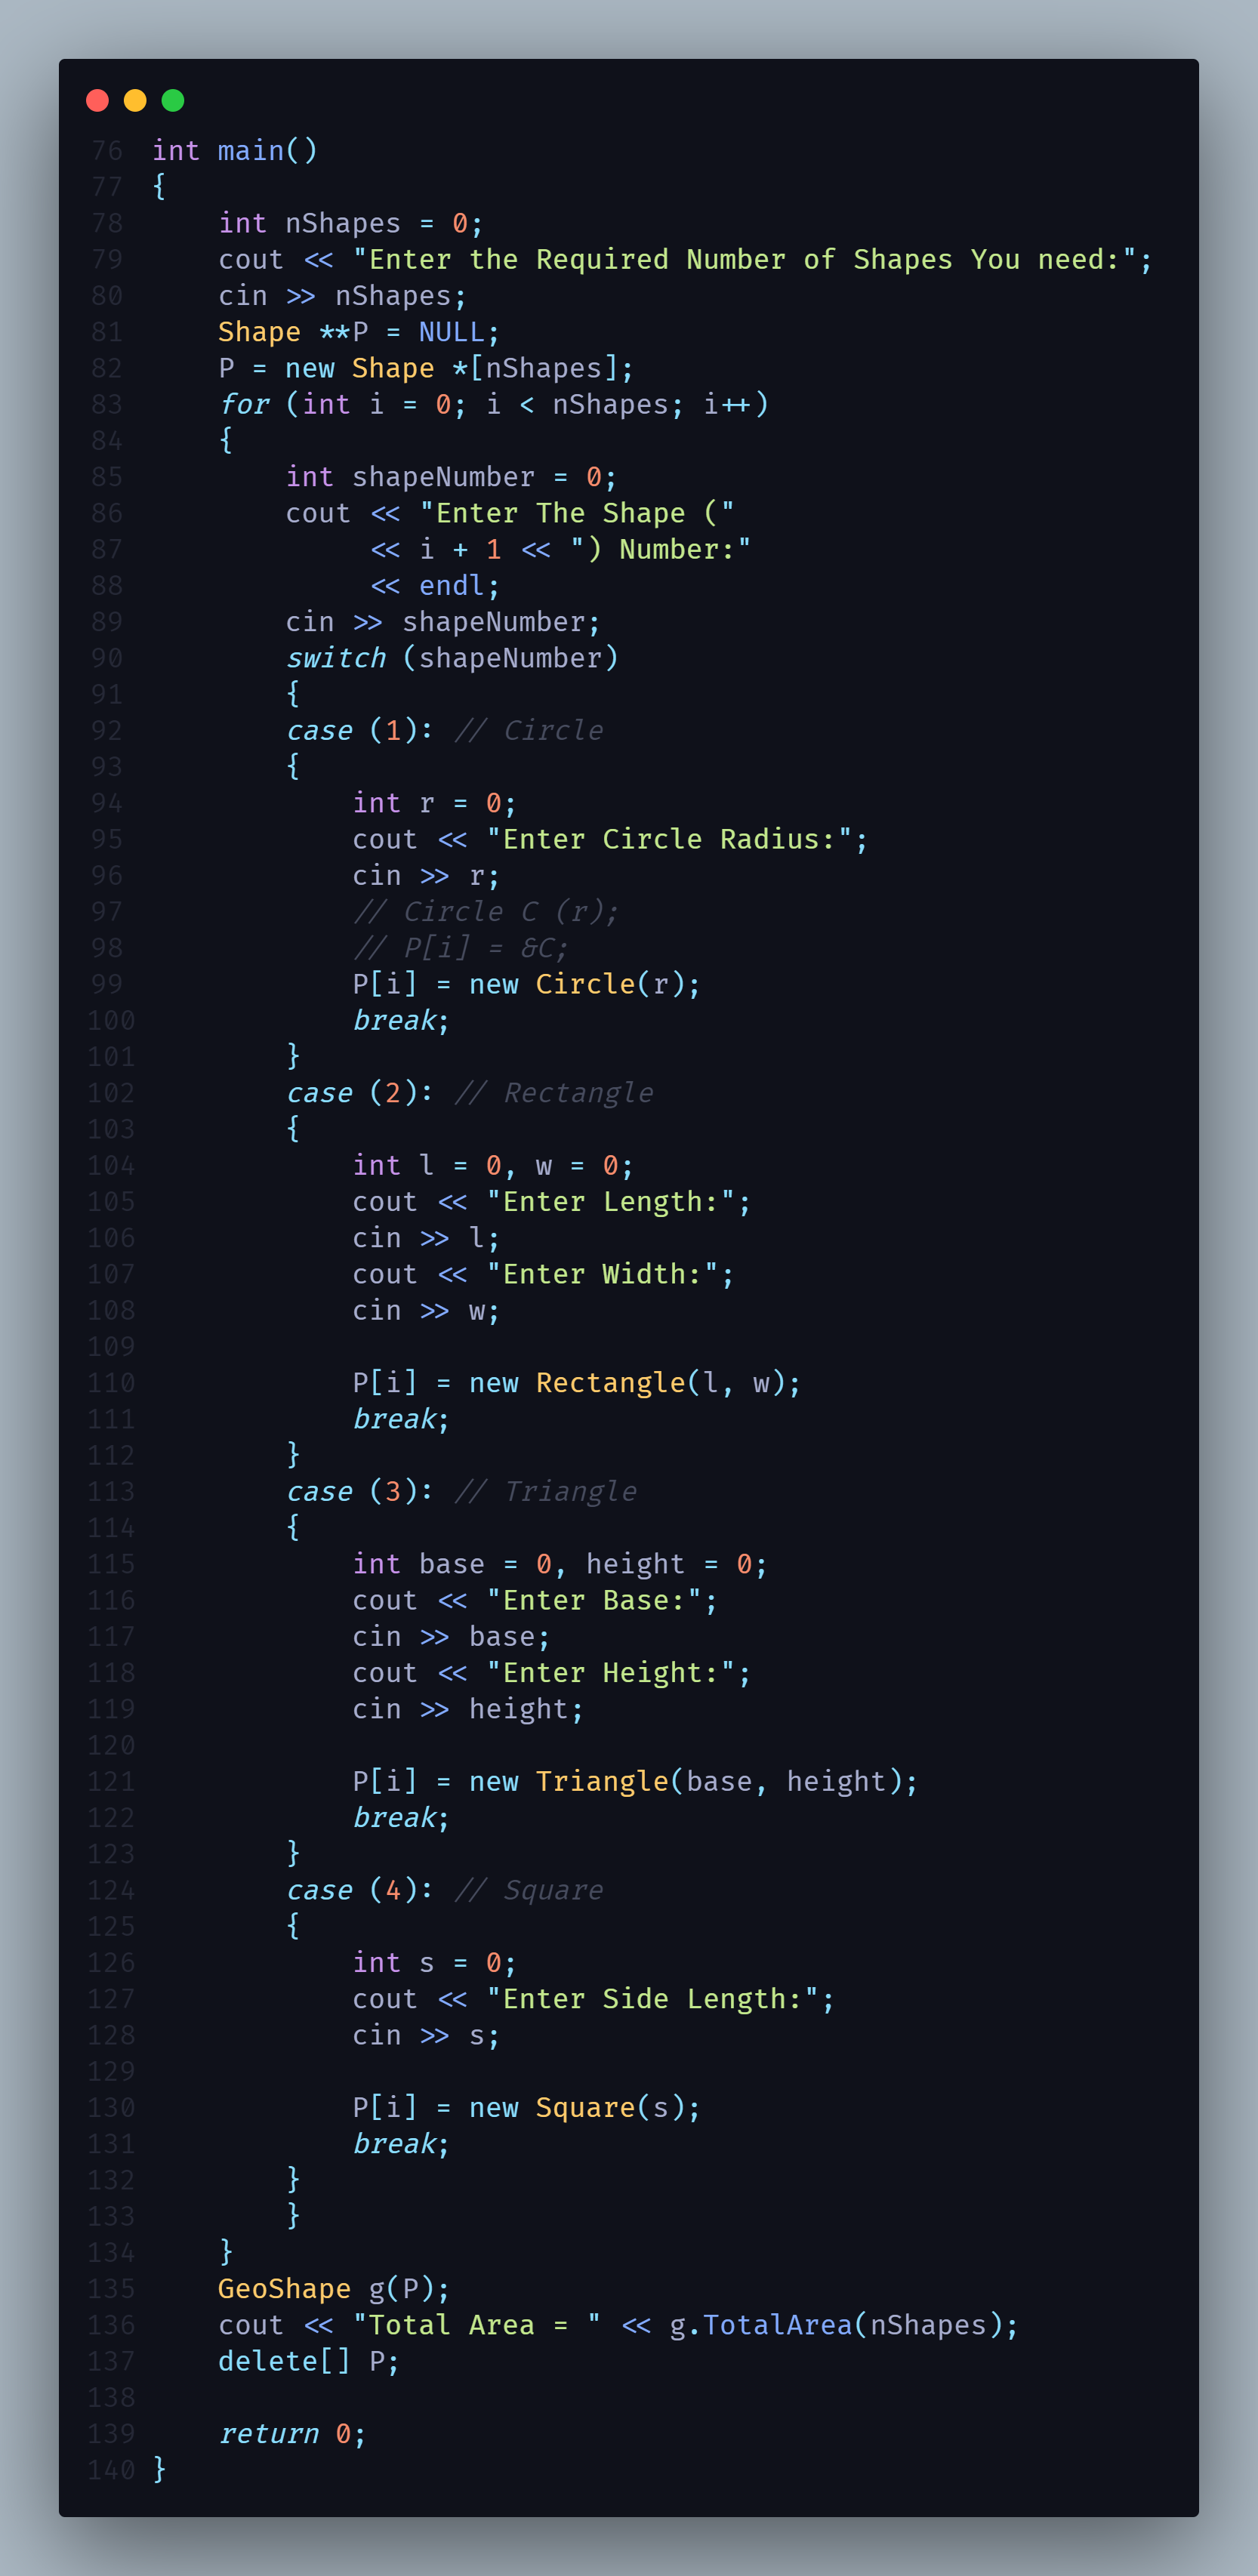 76 int main()
77 {
78     int nShapes = 0;
79     cout << "Enter the Required Number of Shapes You need:";
80     cin >> nShapes;
81     Shape **P = NULL;
82     P = new Shape *[nShapes];
83     for (int i = 0; i < nShapes; i++)
84     {
85         int shapeNumber = 0;
86         cout << "Enter The Shape ("
87              << i + 1 << ") Number:"
88              << endl;
89         cin >> shapeNumber;
90         switch (shapeNumber)
91         {
92         case (1): // Circle
93         {
94             int r = 0;
95             cout << "Enter Circle Radius:";
96             cin >> r;
97             // Circle C (r);
98             // P[i] = &C;
99             P[i] = new Circle(r);
100             break;
101         }
102         case (2): // Rectangle
103         {
104             int l = 0, w = 0;
105             cout << "Enter Length:";
106             cin >> l;
107             cout << "Enter Width:";
108             cin >> w;
109
110             P[i] = new Rectangle(l, w);
111             break;
112         }
113         case (3): // Triangle
114         {
115             int base = 0, height = 0;
116             cout << "Enter Base:";
117             cin >> base;
118             cout << "Enter Height:";
119             cin >> height;
120
121             P[i] = new Triangle(base, height);
122             break;
123         }
124         case (4): // Square
125         {
126             int s = 0;
127             cout << "Enter Side Length:";
128             cin >> s;
129
130             P[i] = new Square(s);
131             break;
132         }
133         }
134     }
135     GeoShape g(P);
136     cout << "Total Area = " << g.TotalArea(nShapes);
137     delete[] P;
138
139     return 0;
140 }